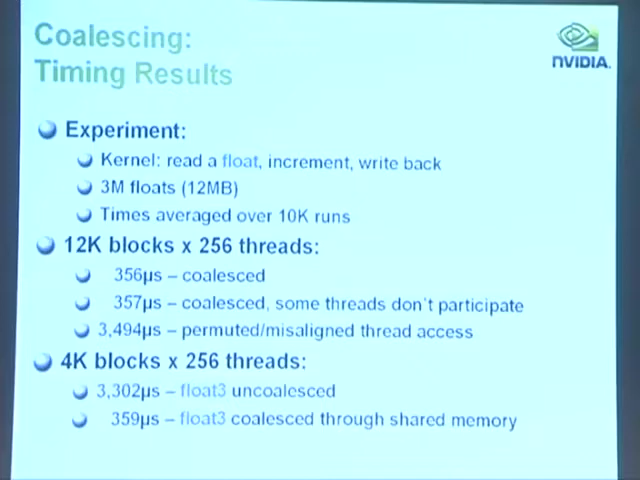 Coalescing:
Timing Results
NVIDIA.
Experiment:
Kernel: read a float, increment, write back
3M floats (12MB)
Times averaged over 10K runs
12K blocks x 256 threads:
356µs – coalesced
357µs – coalesced, some threads don't participate
3,494µs – permuted/misaligned thread access
4K blocks x 256 threads:
3,302µs – float3 uncoalesced
359µs – float3 coalesced through shared memory